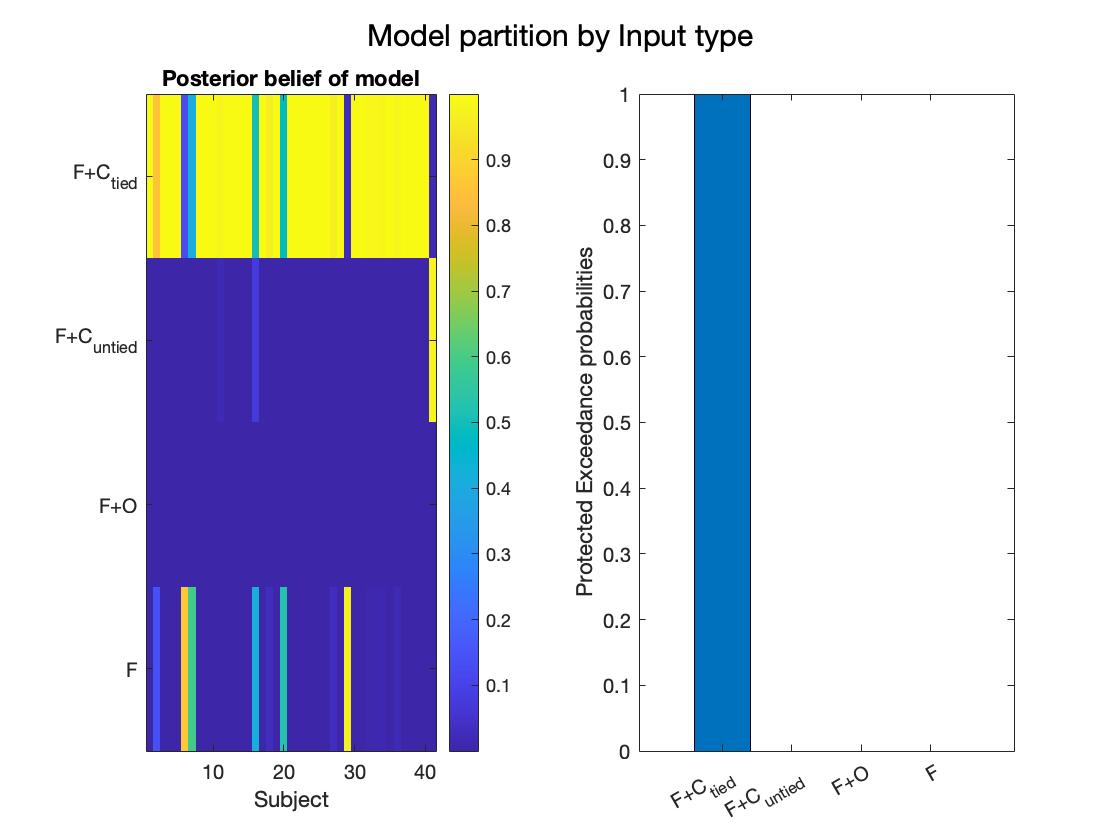 Model partition by Input type
Posterior belief of model
F+C tied
F+C untied
F+O
F
10 20 30 40
Subject
0.9
0.8
0.7
0.6
0.5
0.4
0.3
0.2
0.1
Protected Exceedance probabilities
1
0.9
0.8
0.7
0.6
0.5
0.4
0.3
0.2
0.1
0
F+C tied
F+C untied
F+O
F